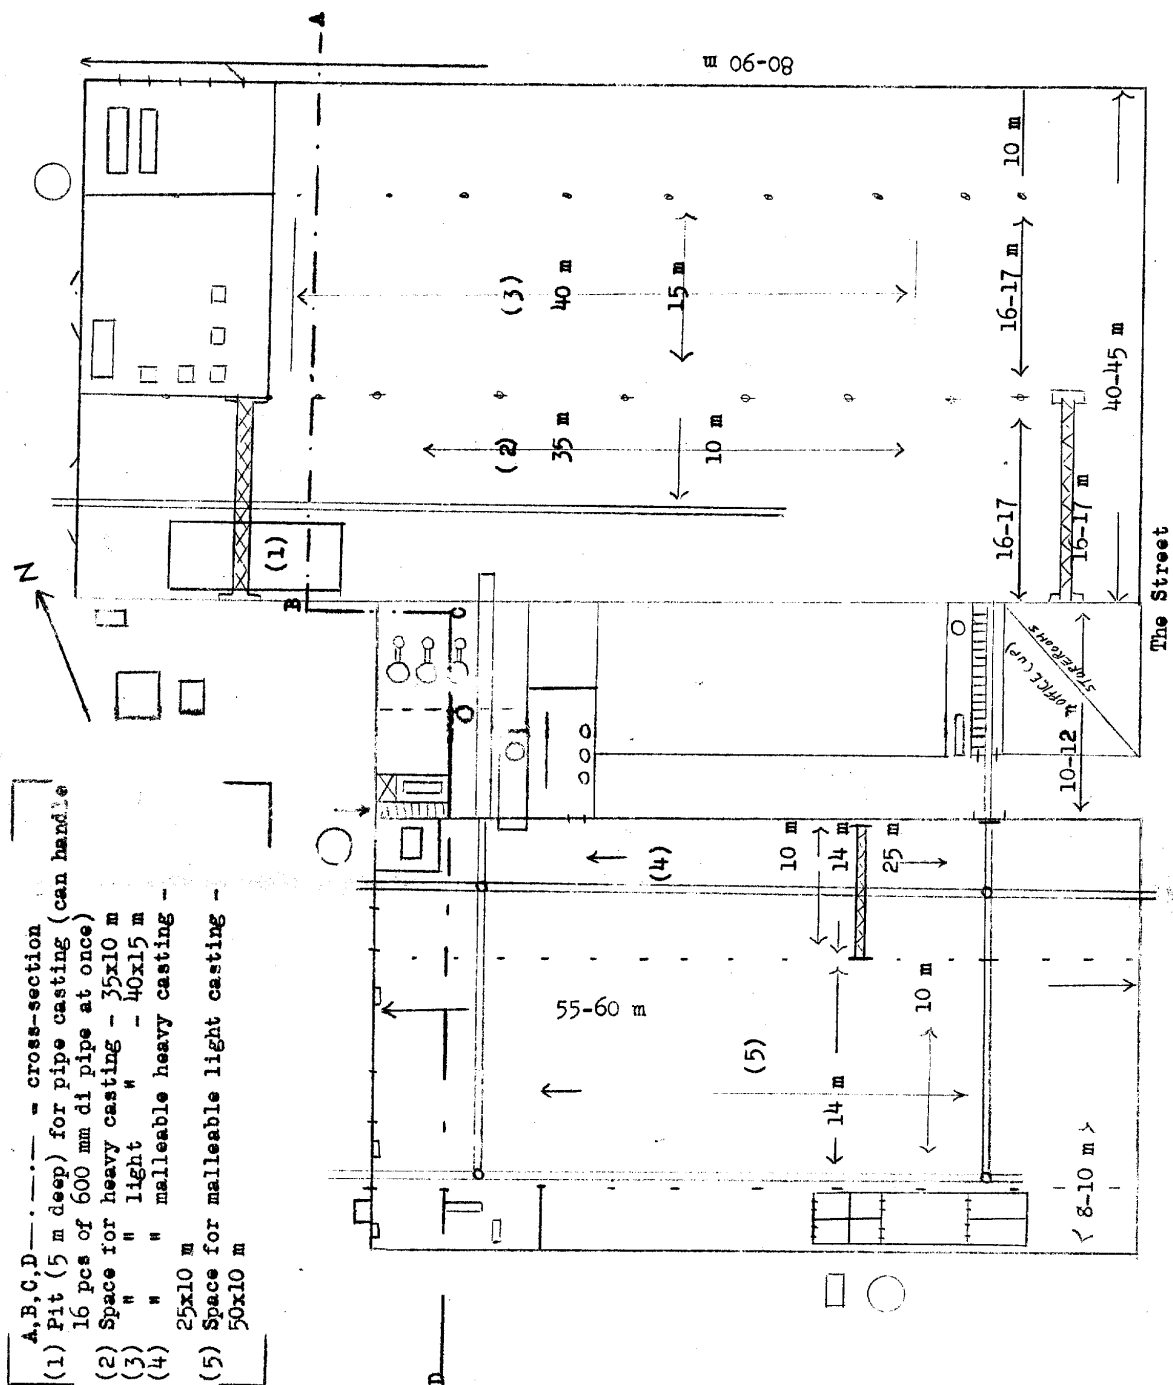 A,B,C,D—·—·— - cross-section
(1) Pit (5 m deep) for pipe casting (can handle
16 pcs of 600 mm di pipe at once)
(2) Space for heavy casting - 35x10 m
(3) " " light " - 40x15 m
(4) " " malleable heavy casting -
25x10 m
(5) Space for malleable light casting -
50x10 m
N
A
80-90 m
(1)
B
C
(2)
35 m
10 m
(3)
40 m
15 m
10 m
16-17 m
16-17
16-17 m
40-45 m
The Street
OFFICE (UP)
STOREROOMS
10-12 m
(4)
10 m
14 m
25 m
55-60 m
(5)
10 m
14 m
8-10 m
D